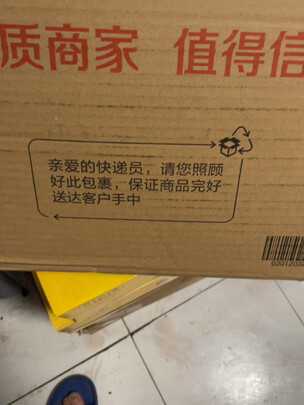 质商家 值得信
亲爱的快递员，请您照顾
好此包裹，保证商品完好
送达客户手中